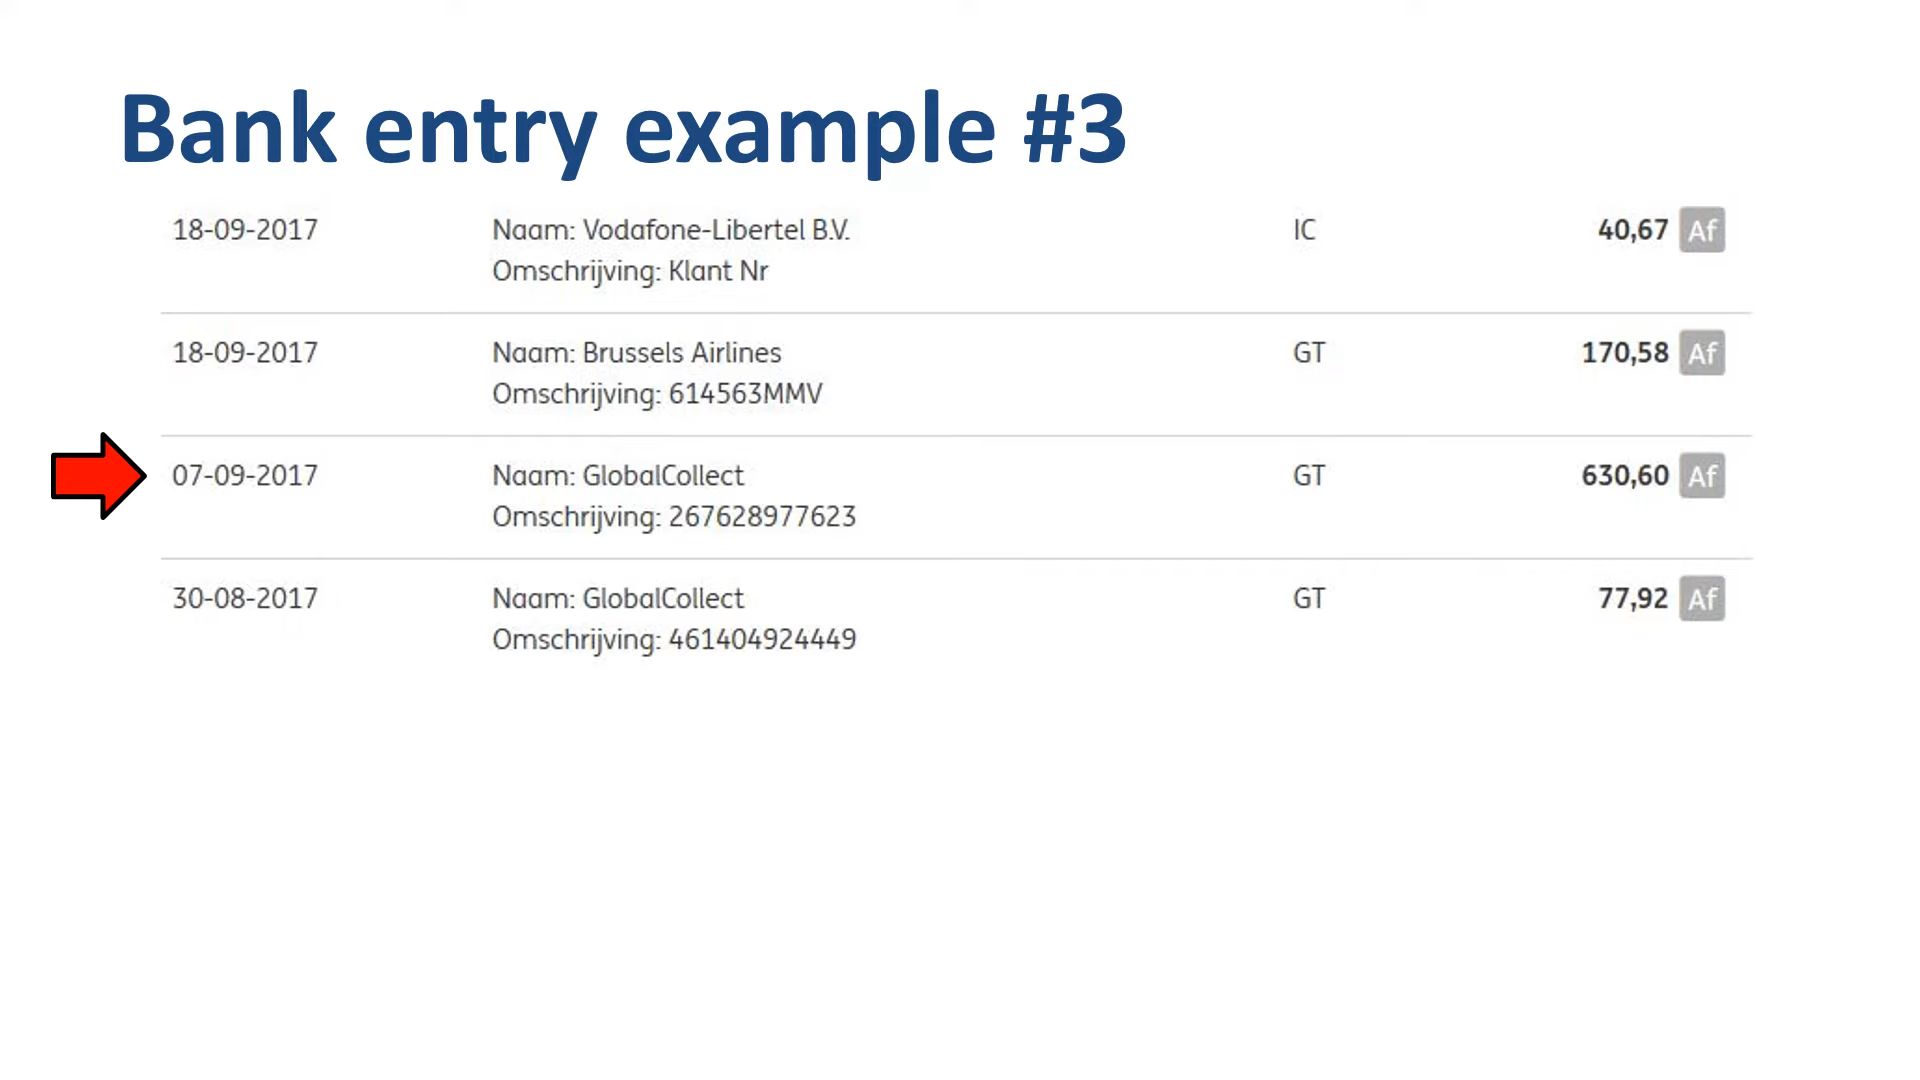 Bank entry example #3
18-09-2017 Naam: Vodafone-Libertel B.V. IC 40,67 Af
Omschrijving: Klant Nr
18-09-2017 Naam: Brussels Airlines GT 170,58 Af
Omschrijving: 614563MMV
07-09-2017 Naam: GlobalCollect GT 630,60 Af
Omschrijving: 267628977623
30-08-2017 Naam: GlobalCollect GT 77,92 Af
Omschrijving: 461404924449